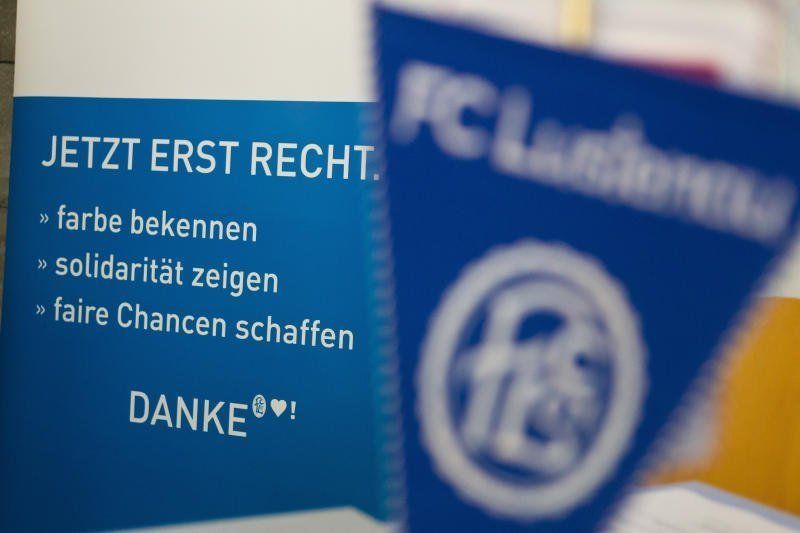 JETZT ERST RECHT.
» farbe bekennen
» solidarität zeigen
» faire Chancen schaffen
DANKE !
FC